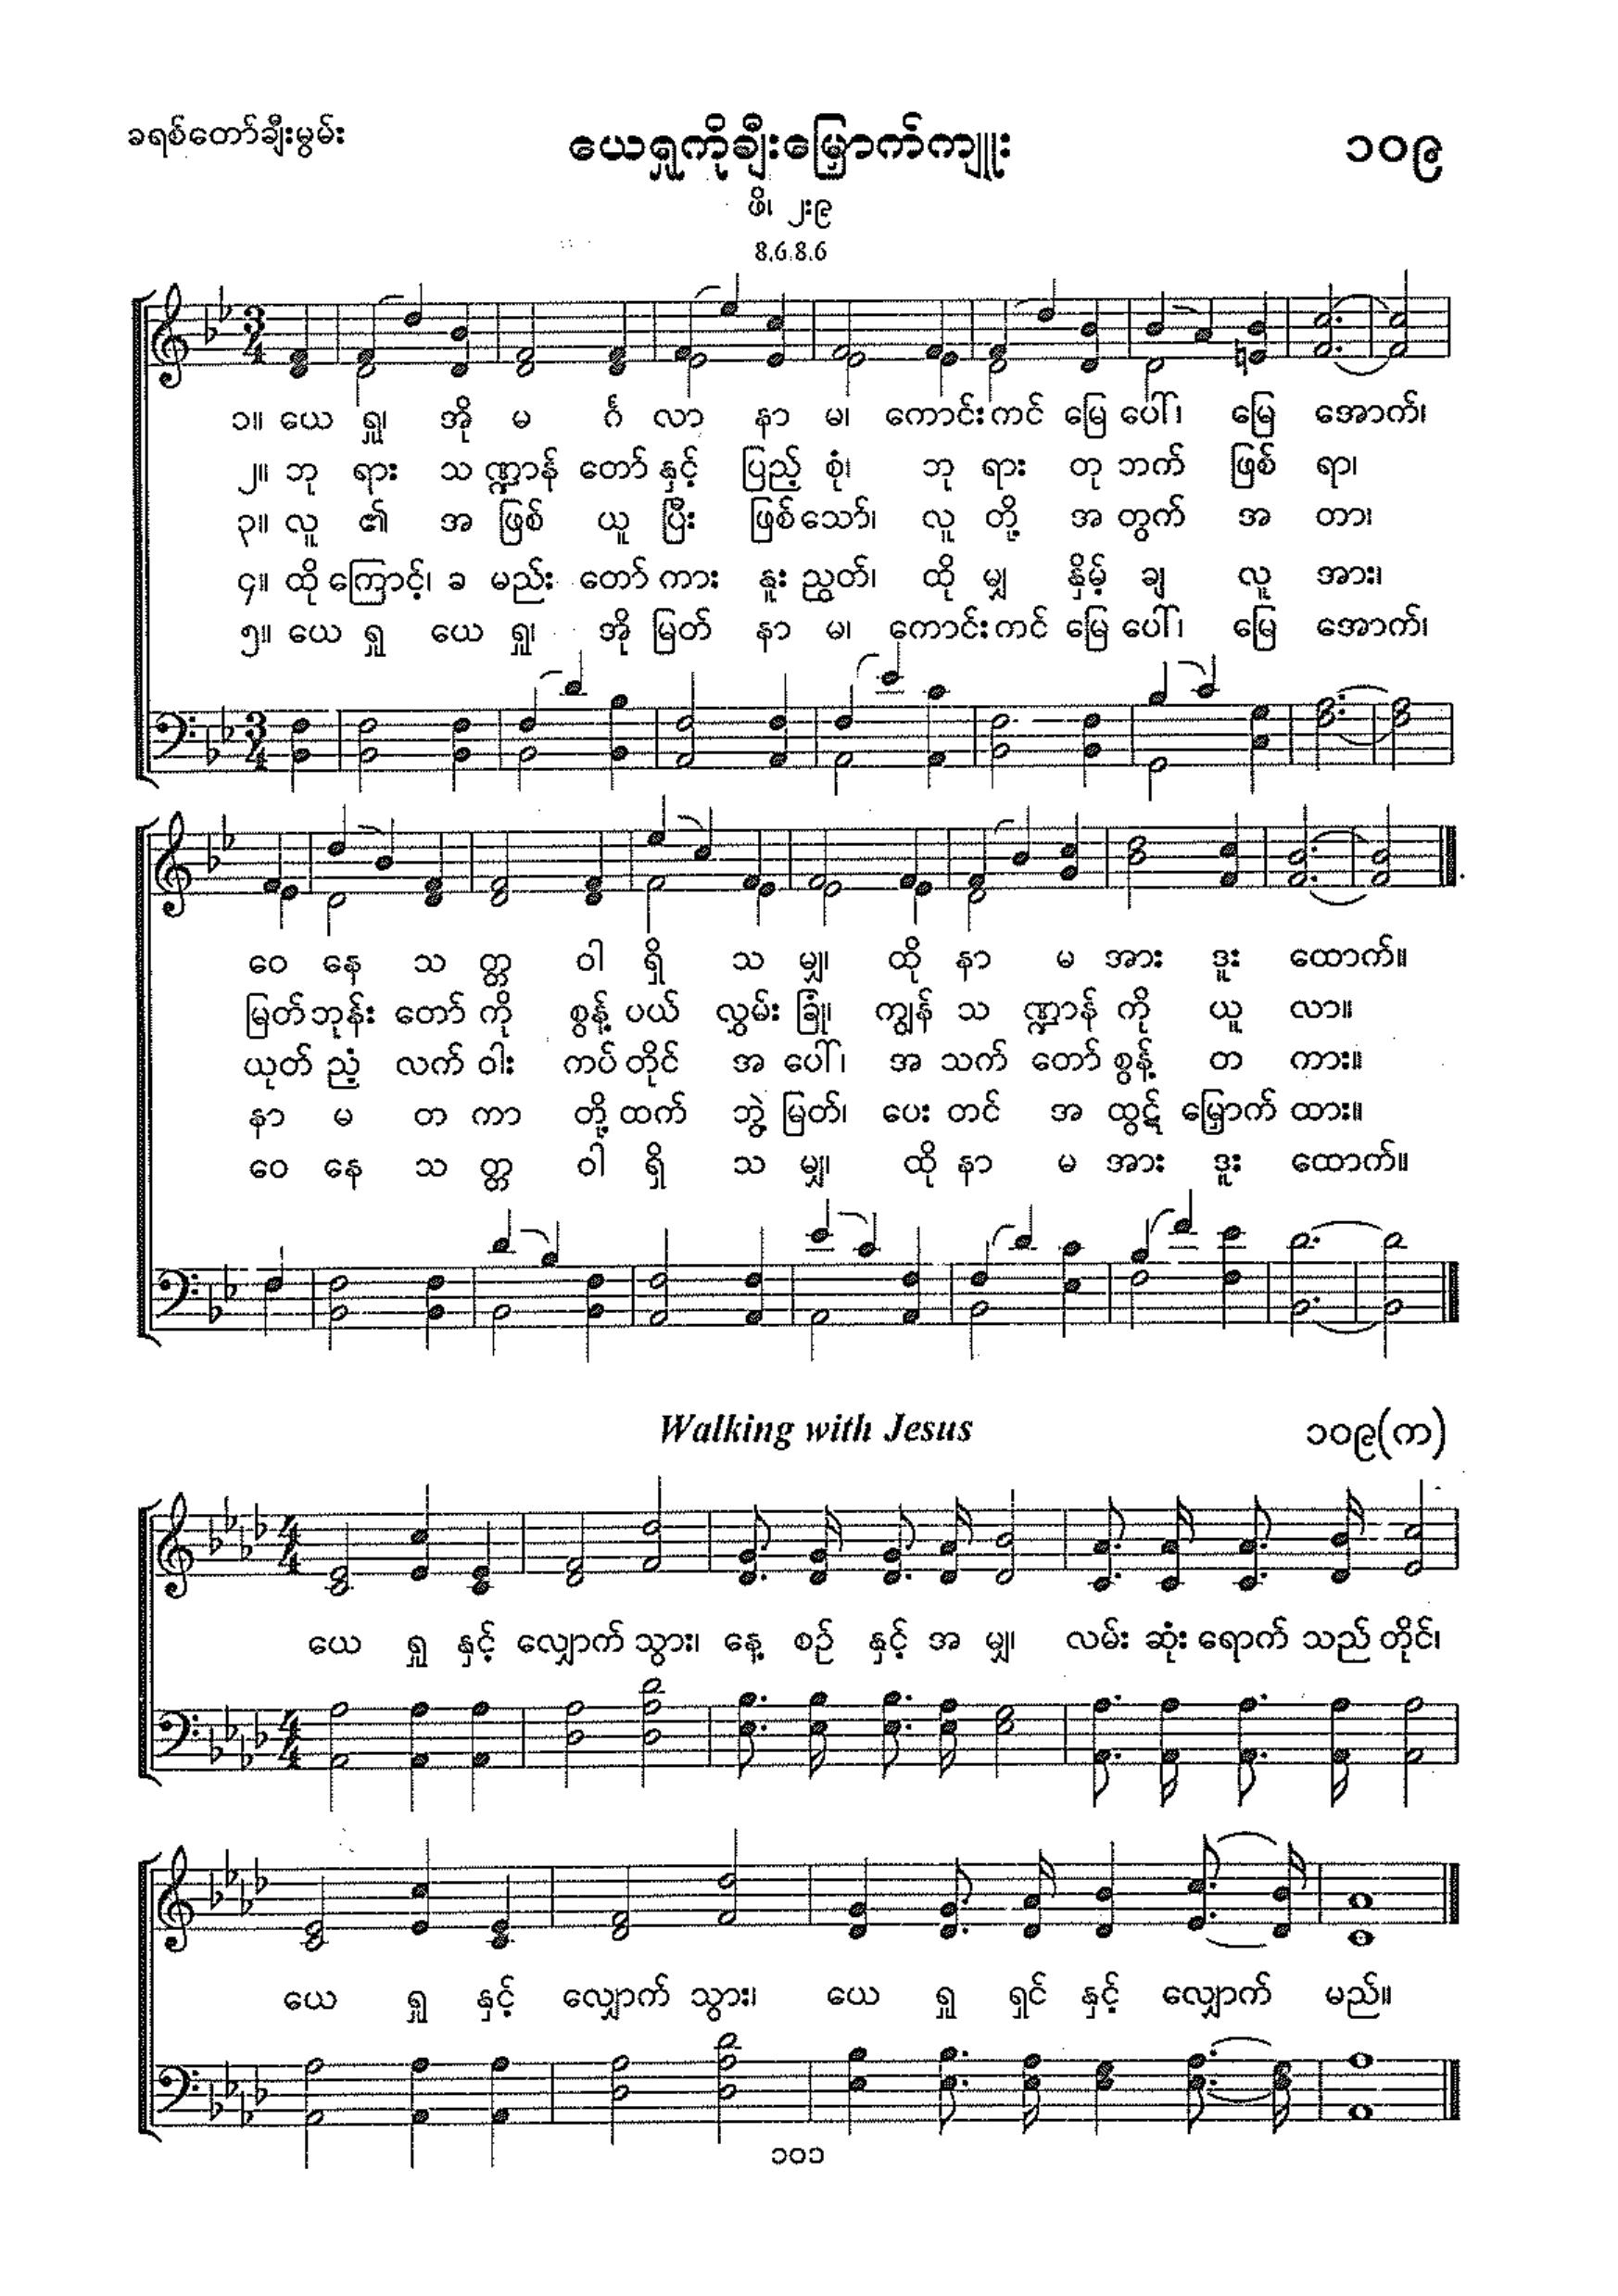 ခရစ်တော်ချီးမွမ်း
ယေရှုကိုချီးမြှောက်ကျူး
၁၀၉
ဖိ၊ ၂း၉
8.6.8.6
၁။ ယေ ရှု၊ အို မ င်္ဂ လာ နာ မ၊ ကောင်း ကင် မြေ ပေါ်၊ မြေ အောက်၊
၂။ ဘု ရား သ ဏ္ဍာန် တော် နှင့် ပြည့် စုံ၊ ဘု ရား တု ဘက် ဖြစ် ရာ၊
၃။ လူ ၏ အ ဖြစ် ယူ ပြီး ဖြစ် သော်၊ လူ တို့ အ တွက် အ တာ၊
၄။ ထို ကြောင့်၊ ခ မည်း တော် ကား နူး ညွတ်၊ ထို မျှ နှိမ့် ချ လူ အား၊
၅။ ယေ ရှု ယေ ရှု၊ အို မြတ် နာ မ၊ ကောင်း ကင် မြေ ပေါ်၊ မြေ အောက်၊
ဝေ နေ သ တ္တ ဝါ ရှိ သ မျှ၊ ထို နာ မ အား ဒူး ထောက်။
မြတ် ဘုန်း တော် ကို စွန့် ပယ် လွှမ်း ခြုံ၊ ကျွန် သ ဏ္ဍာန် ကို ယူ လာ။
ယုတ် ညံ့ လက် ဝါး ကပ် တိုင် အ ပေါ်၊ အ သက် တော် စွန့် တ ကား။
နာ မ တ ကာ တို့ ထက် ဘွဲ့ မြတ်၊ ပေး တင် အ ထွဋ် မြှောက် ထား။
ဝေ နေ သ တ္တ ဝါ ရှိ သ မျှ၊ ထို နာ မ အား ဒူး ထောက်။
Walking with Jesus
၁၀၉(က)
ယေ ရှု နှင့် လျှောက် သွား၊ နေ့ စဉ် နှင့် အ မျှ၊ လမ်း ဆုံး ရောက် သည် တိုင်၊
ယေ ရှု နှင့် လျှောက် သွား၊ ယေ ရှု ရှင် နှင့် လျှောက် မည်။
၁၀၁